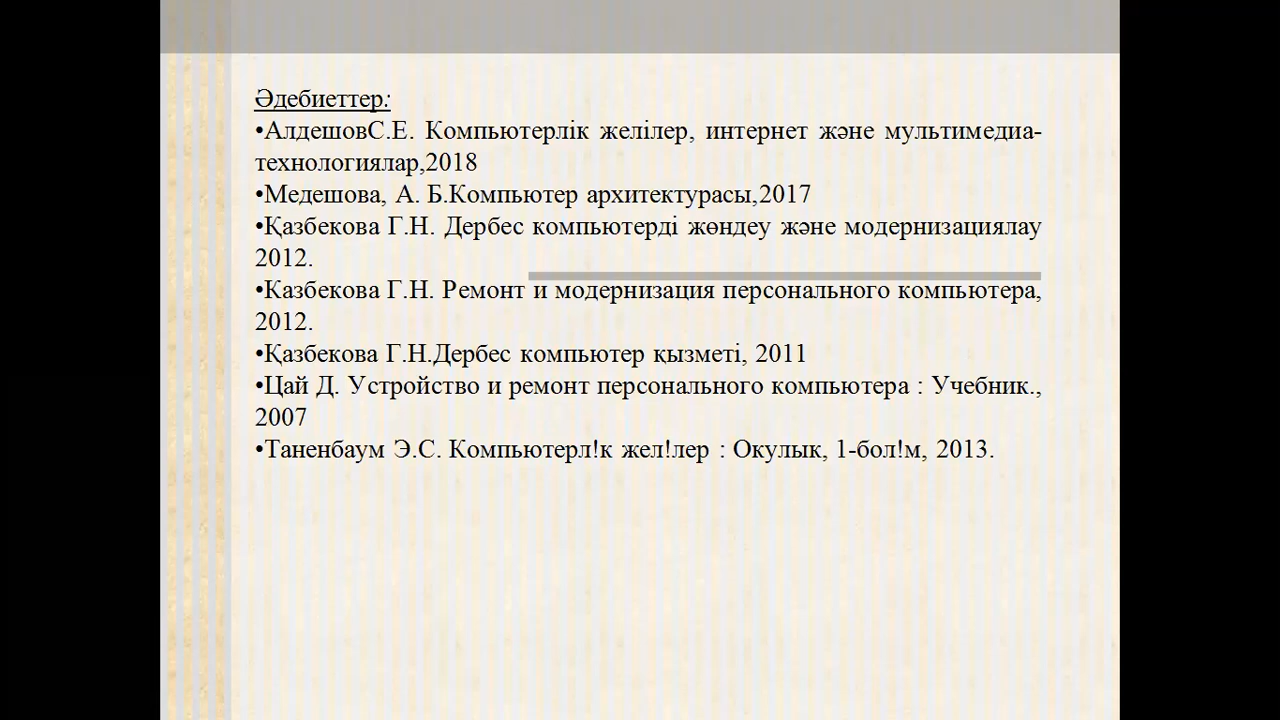 Әдебиеттер:
•АлдешовС.Е. Компьютерлік желілер, интернет және мультимедиа-
технологиялар,2018
•Медешова, А. Б.Компьютер архитектурасы,2017
•Қазбекова Г.Н. Дербес компьютерді жөндеу және модернизациялау
2012.
•Казбекова Г.Н. Ремонт и модернизация персонального компьютера,
2012.
•Қазбекова Г.Н.Дербес компьютер қызметі, 2011
•Цай Д. Устройство и ремонт персонального компьютера : Учебник.,
2007
•Таненбаум Э.С. Компьютерл!к жел!лер : Окулык, 1-бол!м, 2013.